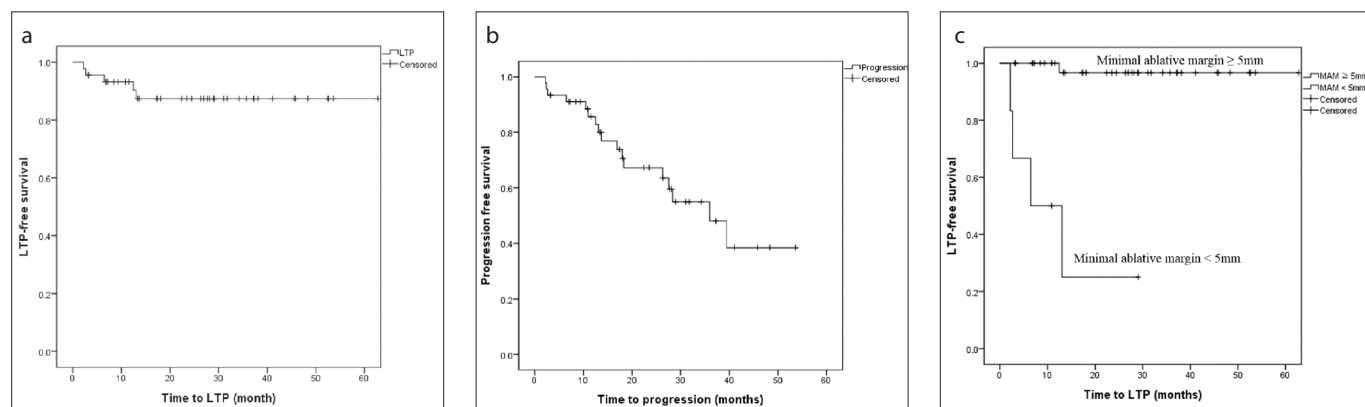 a
LTP
Censored
1.0
0.8
0.6
0.4
0.2
0.0
LTP-free survival
0
10
20
30
40
50
60
Time to LTP (month)
b
Progression
Censored
1.0
0.8
0.6
0.4
0.2
0.0
Progression free survival
0
10
20
30
40
50
60
Time to progression (months)
c
Minimal ablative margin ≥ 5mm
MAM ≥ 5mm
MAM < 5mm
Censored
Censored
1.0
0.8
0.6
0.4
0.2
0.0
LTP-free survival
Minimal ablative margin < 5mm
0
10
20
30
40
50
60
Time to LTP (months)